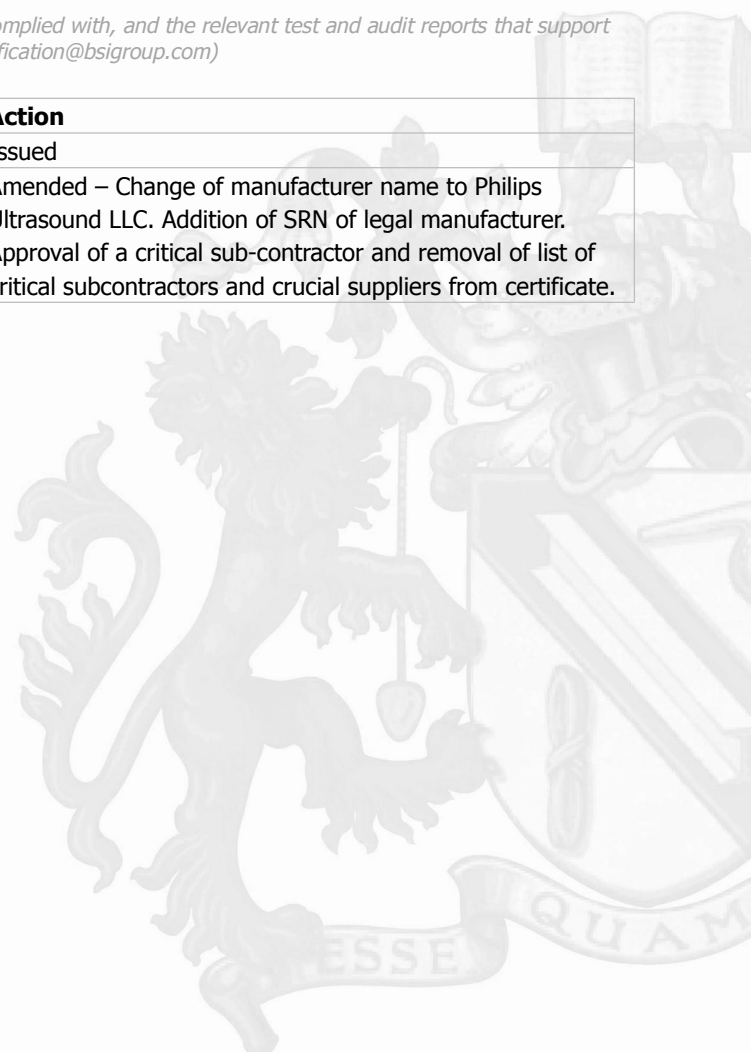 omplied with, and the relevant test and audit reports that support
fication@bsigroup.com)
Action
ssued
Amended – Change of manufacturer name to Philips
Ultrasound LLC. Addition of SRN of legal manufacturer.
Approval of a critical sub-contractor and removal of list of
ritical subcontractors and crucial suppliers from certificate.
ESSE QUAM